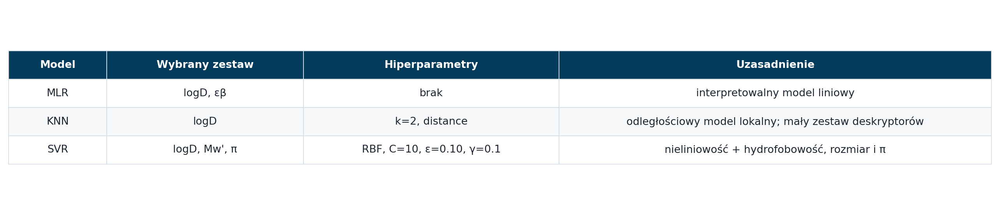 Model Wybrany zestaw Hiperparametry Uzasadnienie
MLR logD, εβ brak interpretowalny model liniowy
KNN logD k=2, distance odległościowy model lokalny; mały zestaw deskryptorów
SVR logD, Mw', π RBF, C=10, ε=0.10, γ=0.1 nieliniowość + hydrofobowość, rozmiar i π